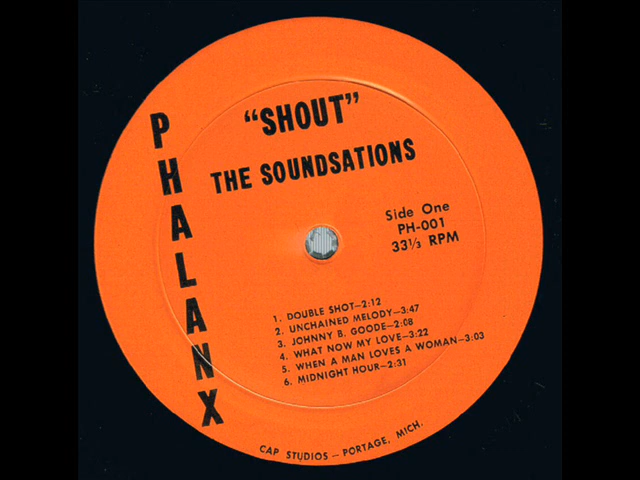 "SHOUT"
THE SOUNDSATIONS
PHALANX
Side One
PH-001
33⅓ RPM
1. DOUBLE SHOT—2:12
2. UNCHAINED MELODY—3:47
3. JOHNNY B. GOODE—2:08
4. WHAT NOW MY LOVE—3:22
5. WHEN A MAN LOVES A WOMAN—3:03
6. MIDNIGHT HOUR—2:31
CAP STUDIOS — PORTAGE, MICH.